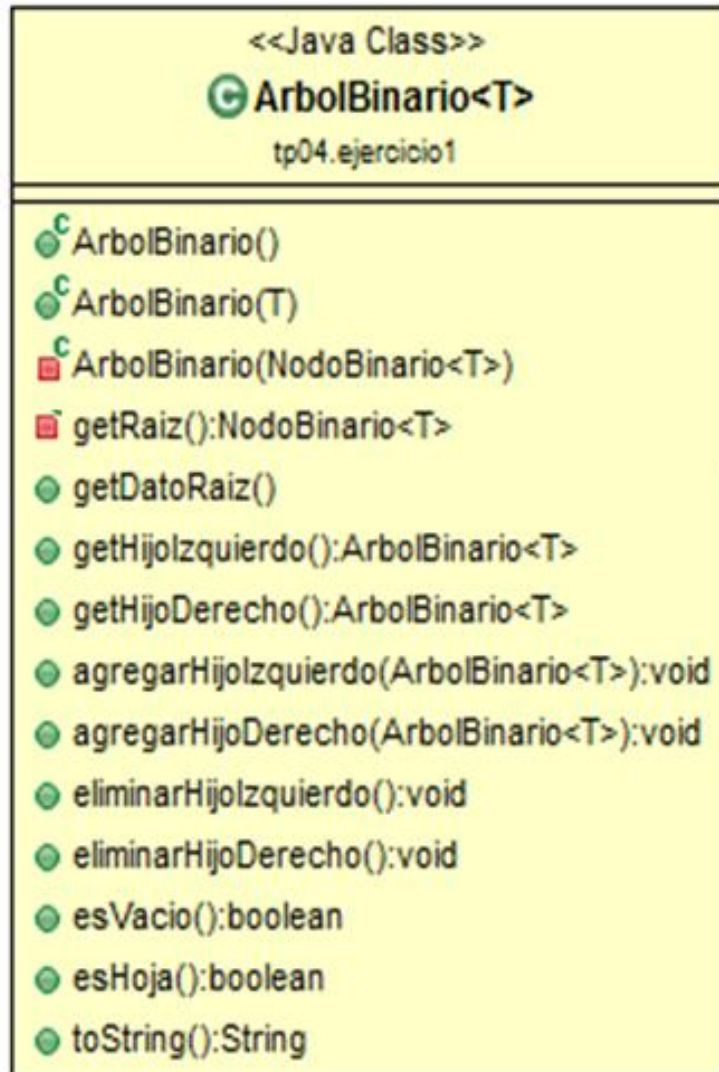 <<Java Class>>
C ArbolBinario<T>
tp04.ejercicio1
C ArbolBinario()
C ArbolBinario(T)
C ArbolBinario(NodoBinario<T>)
getRaiz():NodoBinario<T>
getDatoRaiz()
getHijoIzquierdo():ArbolBinario<T>
getHijoDerecho():ArbolBinario<T>
agregarHijoIzquierdo(ArbolBinario<T>):void
agregarHijoDerecho(ArbolBinario<T>):void
eliminarHijoIzquierdo():void
eliminarHijoDerecho():void
esVacio():boolean
esHoja():boolean
toString():String